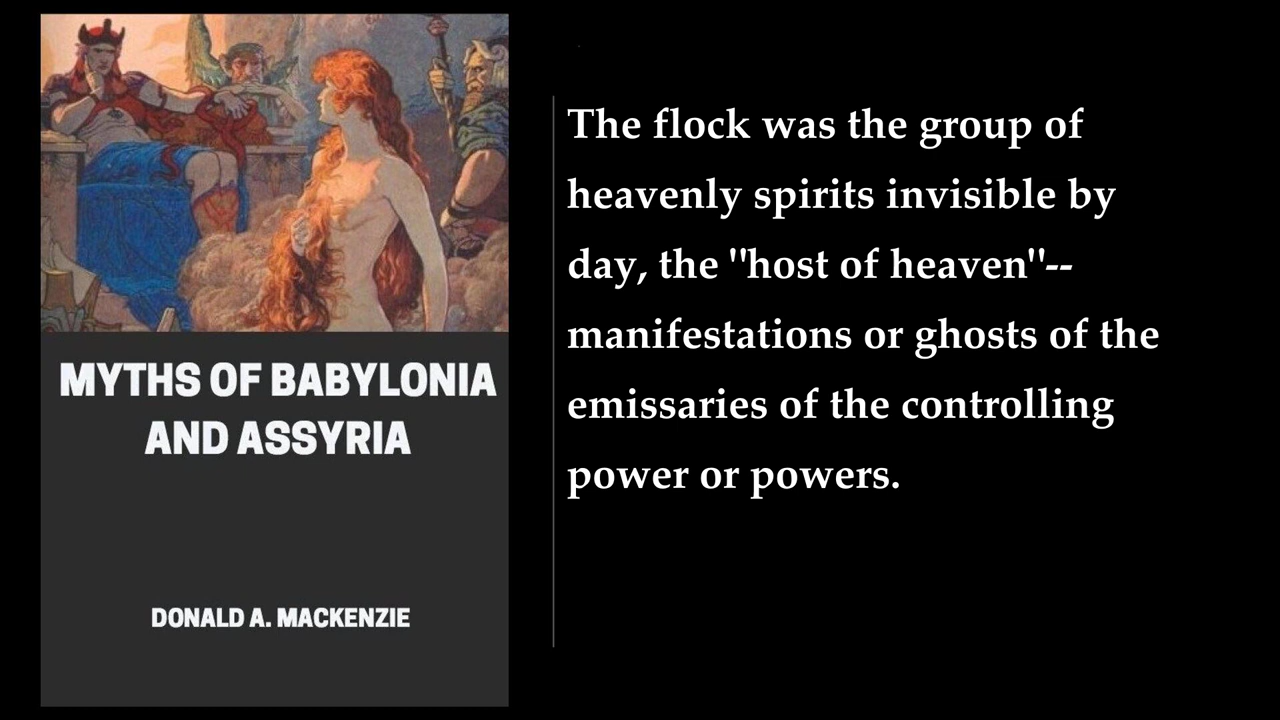 MYTHS OF BABYLONIA
AND ASSYRIA
DONALD A. MACKENZIE
The flock was the group of
heavenly spirits invisible by
day, the "host of heaven"--
manifestations or ghosts of the
emissaries of the controlling
power or powers.